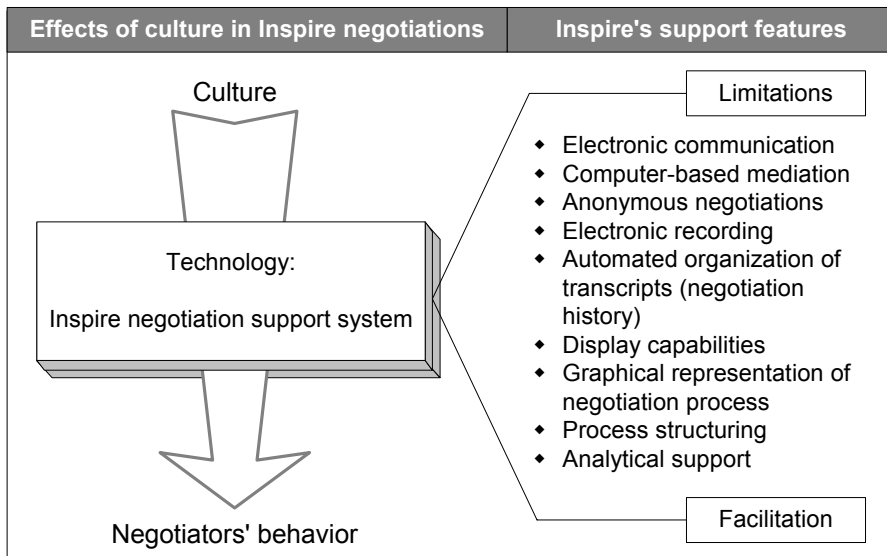 Effects of culture in Inspire negotiations
Inspire's support features
Culture
Technology:
Inspire negotiation support system
Negotiators' behavior
Limitations
◆ Electronic communication
◆ Computer-based mediation
◆ Anonymous negotiations
◆ Electronic recording
◆ Automated organization of
transcripts (negotiation
history)
◆ Display capabilities
◆ Graphical representation of
negotiation process
◆ Process structuring
◆ Analytical support
Facilitation